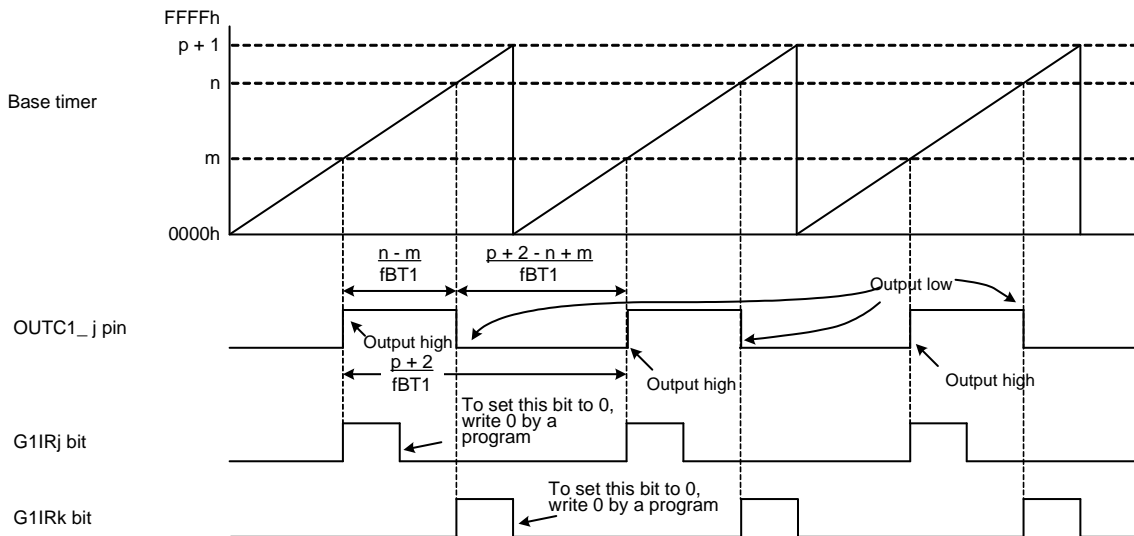 FFFFh
p + 1
n
Base timer
m
0000h
n - m
fBT1
p + 2 - n + m
fBT1
Output low
OUTC1_ j pin
Output high
p + 2
fBT1
Output high
Output high
To set this bit to 0,
write 0 by a
program
G1IRj bit
To set this bit to 0,
write 0 by a program
G1IRk bit